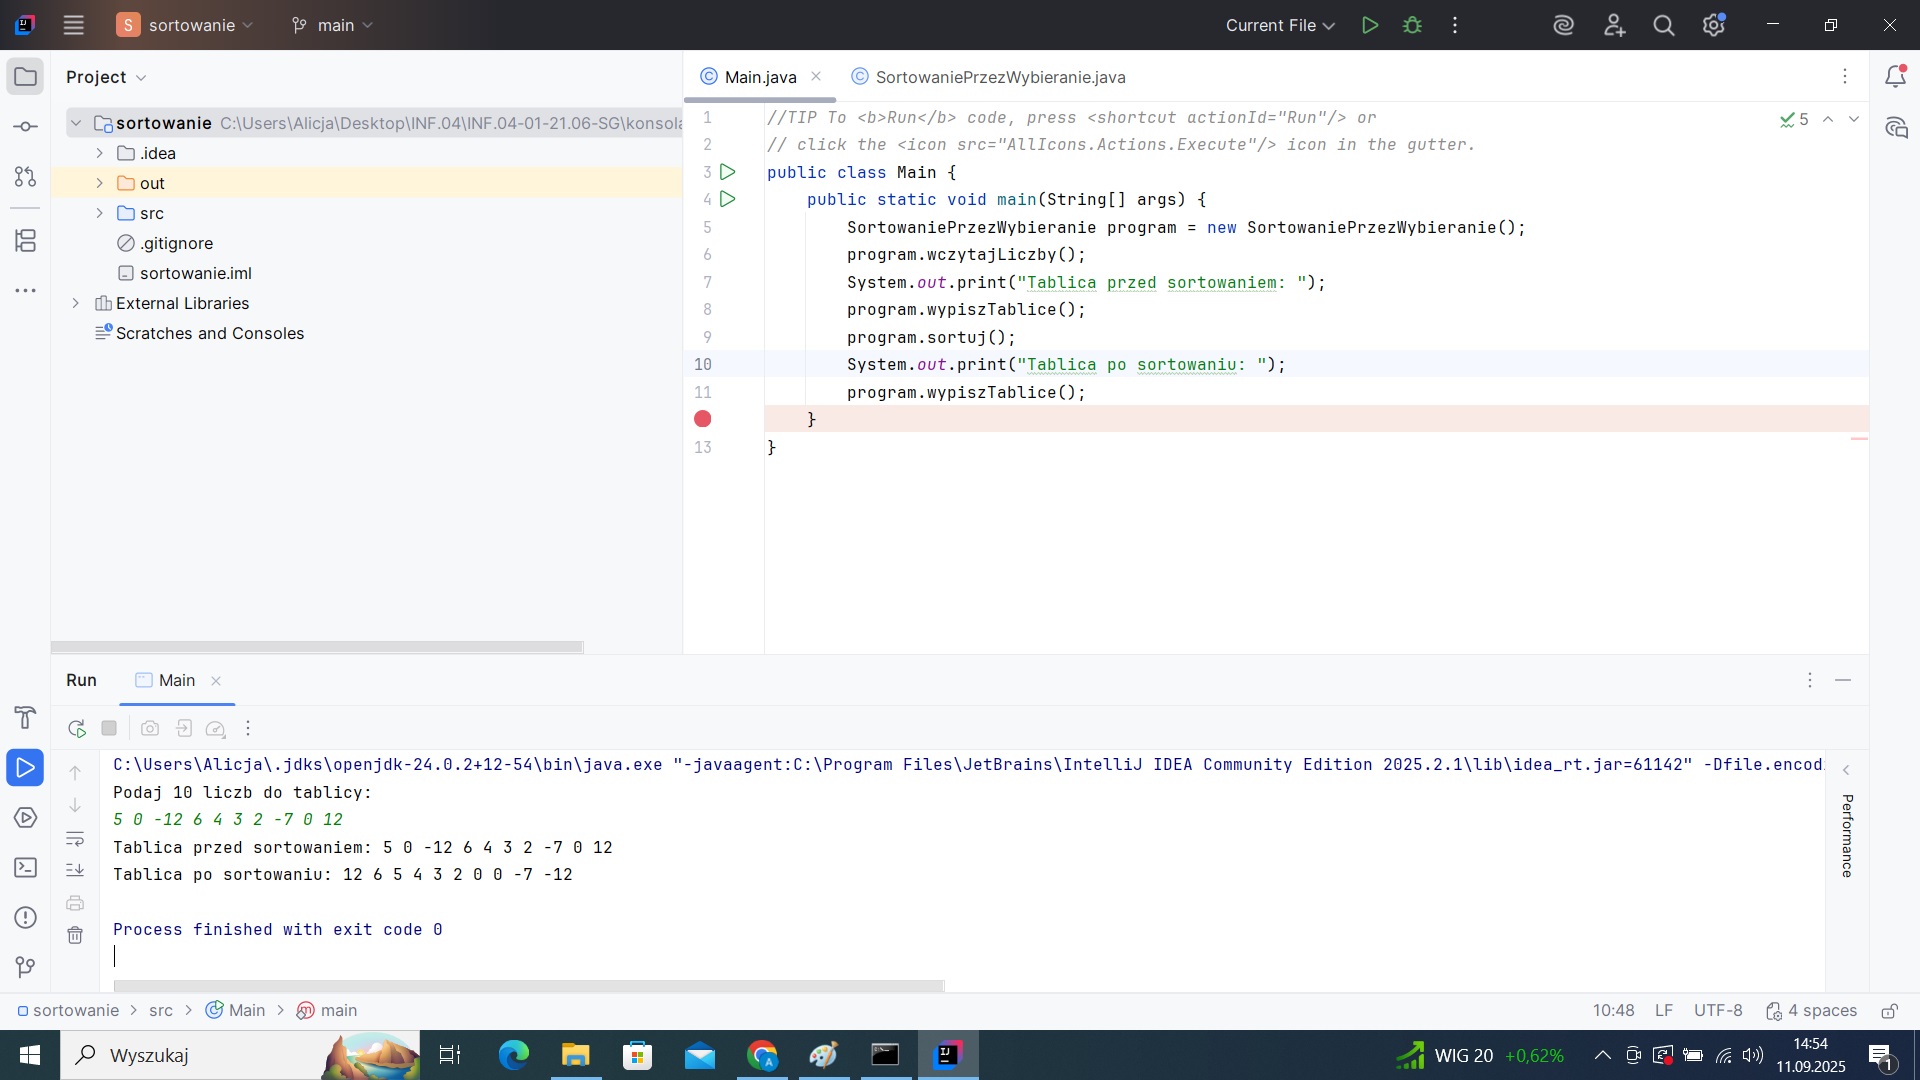 S sortowanie main Current File
Project
sortowanie C:\Users\Alicja\Desktop\INF.04\INF.04-01-21.06-SG\konsola
.idea
out
src
.gitignore
sortowanie.iml
External Libraries
Scratches and Consoles
Main.java SortowaniePrzezWybieranie.java
1 //TIP To <b>Run</b> code, press <shortcut actionId="Run"/> or
5
2 // click the <icon src="AllIcons.Actions.Execute"/> icon in the gutter.
3 public class Main {
4 public static void main(String[] args) {
5 SortowaniePrzezWybieranie program = new SortowaniePrzezWybieranie();
6 program.wczytajLiczby();
7 System.out.print("Tablica przed sortowaniem: ");
8 program.wypiszTablice();
9 program.sortuj();
10 System.out.print("Tablica po sortowaniu: ");
11 program.wypiszTablice();
}
13 }
Run Main
C:\Users\Alicja\.jdks\openjdk-24.0.2+12-54\bin\java.exe "-javaagent:C:\Program Files\JetBrains\IntelliJ IDEA Community Edition 2025.2.1\lib\idea_rt.jar=61142" -Dfile.encodi
Podaj 10 liczb do tablicy:
5 0 -12 6 4 3 2 -7 0 12
Tablica przed sortowaniem: 5 0 -12 6 4 3 2 -7 0 12
Tablica po sortowaniu: 12 6 5 4 3 2 0 0 -7 -12
Process finished with exit code 0
Performance
sortowanie > src > Main > main
10:48 LF UTF-8 4 spaces
Wyszukaj
WIG 20 +0,62%
14:54
11.09.2025
1